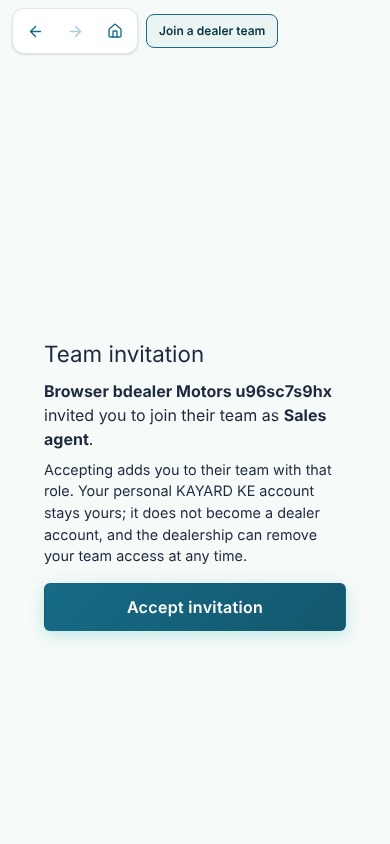 Join a dealer team
Team invitation
Browser bdealer Motors u96sc7s9hx
invited you to join their team as Sales
agent.
Accepting adds you to their team with that
role. Your personal KAYARD KE account
stays yours; it does not become a dealer
account, and the dealership can remove
your team access at any time.
Accept invitation